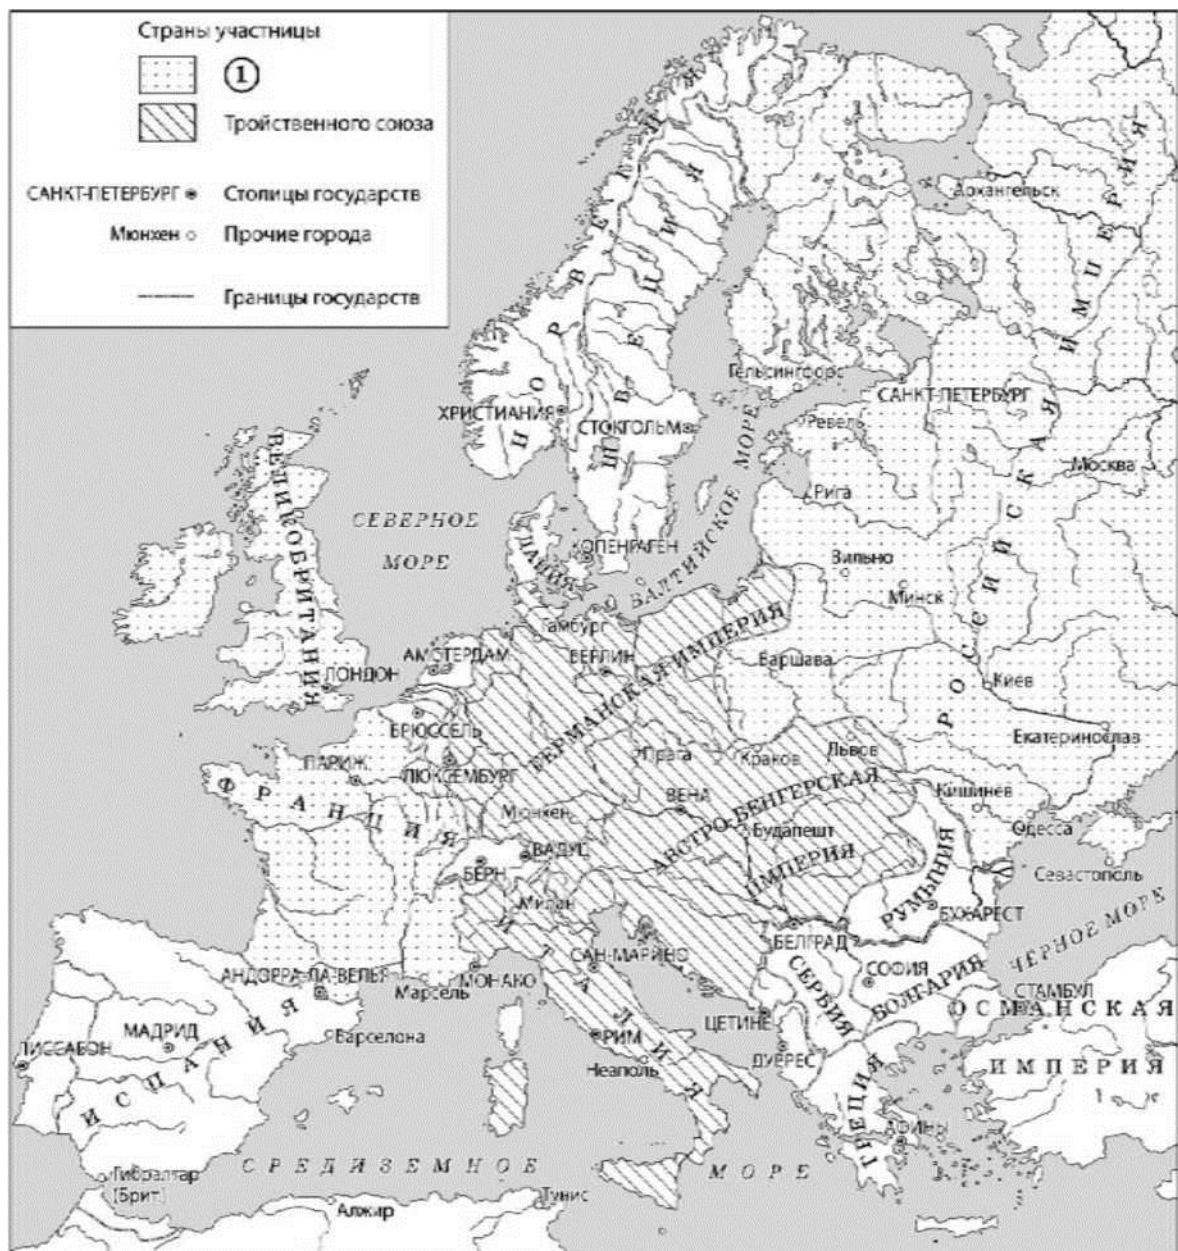 Страны участницы
1
Тройственного союза
САНКТ-ПЕТЕРБУРГ Столицы государств
Мюнхен Прочие города
Границы государств
НОРВЕГИЯ
ШВЕЦИЯ
РОССИЙСКАЯ ИМПЕРИЯ
Архангельск
Гельсингфорс
САНКТ-ПЕТЕРБУРГ
ХРИСТИАНИЯ
СТОКГОЛЬМ
Ревель
Москва
ВЕЛИКОБРИТАНИЯ
Рига
СЕВЕРНОЕ
МОРЕ
БАЛТИЙСКОЕ МОРЕ
ДАНИЯ
ОПЕНГАГЕН
Вильно
Минск
Гамбург
АМСТЕРДАМ
БЕРЛИН
ГЕРМАНСКАЯ ИМПЕРИЯ
Варшава
ЛОНДОН
Киев
БРЮССЕЛЬ
Екатеринослав
ПАРИЖ
ЛЮКСЕМБУРГ
Прага
Краков
Львов
ФРАНЦИЯ
Мюнхен
ВЕНА
АВСТРО-ВЕНГЕРСКАЯ
ИМПЕРИЯ
Кишинев
Будапешт
Одесса
ВАДУЦ
БЕРН
РУМЫНИЯ
Севастополь
Милан
БУХАРЕСТ
ИТАЛИЯ
БЕЛГРАД
ЧЕРНОЕ МОРЕ
САН-МАРИНО
СЕРБИЯ
СОФИЯ
БОЛГАРИЯ
АНДОРРА-ЛА-ВЕЛЬЯ
МОНАКО
Марсель
СТАМБУЛ
ОСМАНСКАЯ
ИМПЕРИЯ
МАДРИД
Барселона
ЦЕТИНЕ
РИМ
ЛИССАБОН
ИСПАНИЯ
Неаполь
ДУРРЕС
ГРЕЦИЯ
АФИНЫ
СРЕДИЗЕМНОЕ МОРЕ
Гибралтар
(Брит.)
Тунис
Алжир